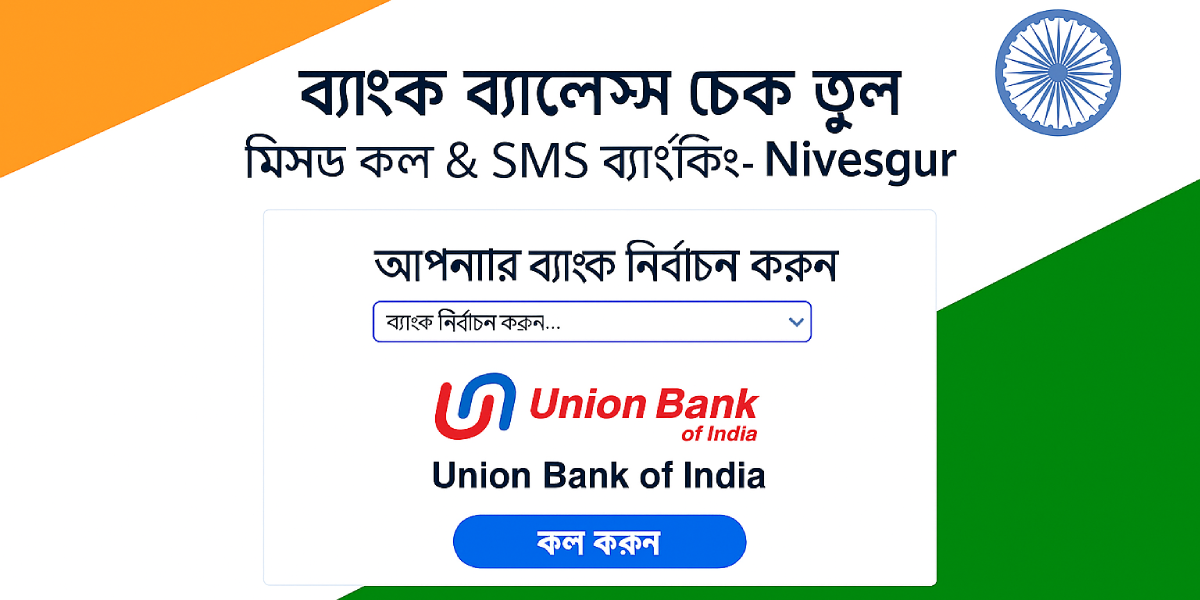 ব্যাংক ব্যালেস্স চেক তুল
মিসড কল & SMS ব্যাংর্কিং- Nivesgur
আপনাার ব্যাংক নির্বাচন করুন
ব্যাংক নির্বাচন করুন...
Union Bank
of India
Union Bank of India
কল করুন